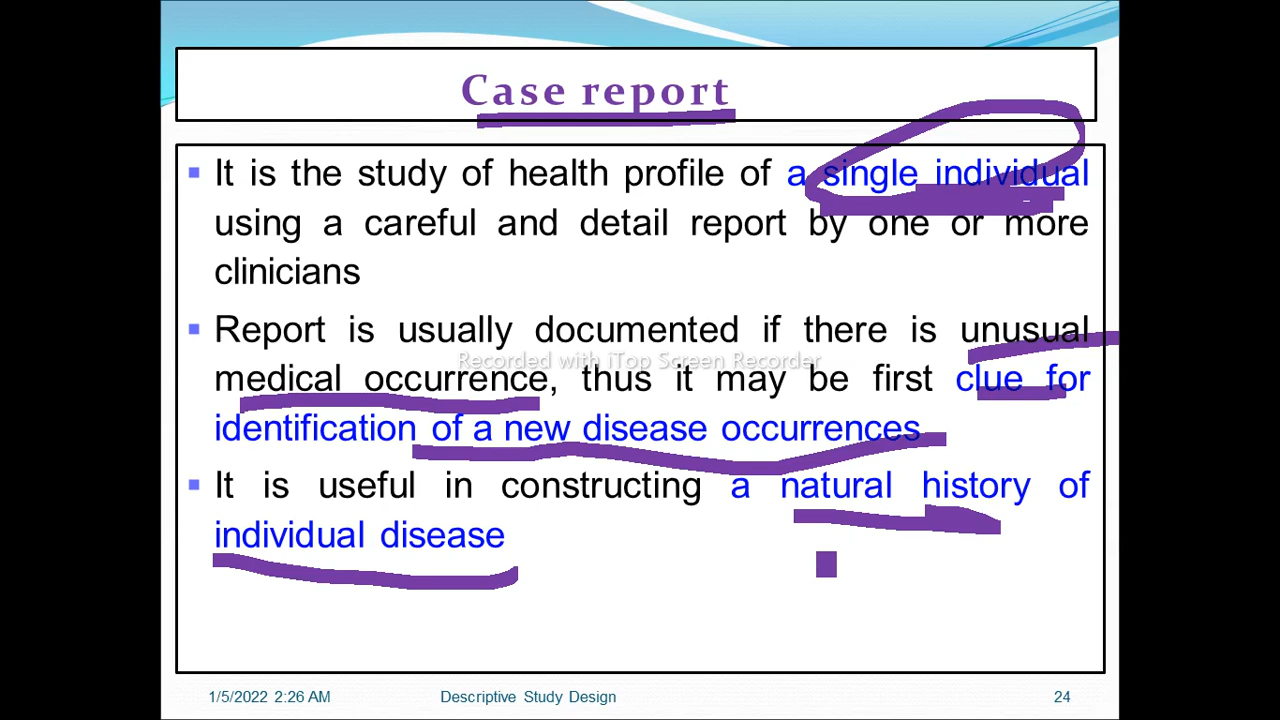 Case report
▪ It is the study of health profile of a single individual
using a careful and detail report by one or more
clinicians
▪ Report is usually documented if there is unusual
Recorded with iTop Screen Recorder
medical occurrence, thus it may be first clue for
identification of a new disease occurrences
▪ It is useful in constructing a natural history of
individual disease
1/5/2022 2:26 AM Descriptive Study Design 24